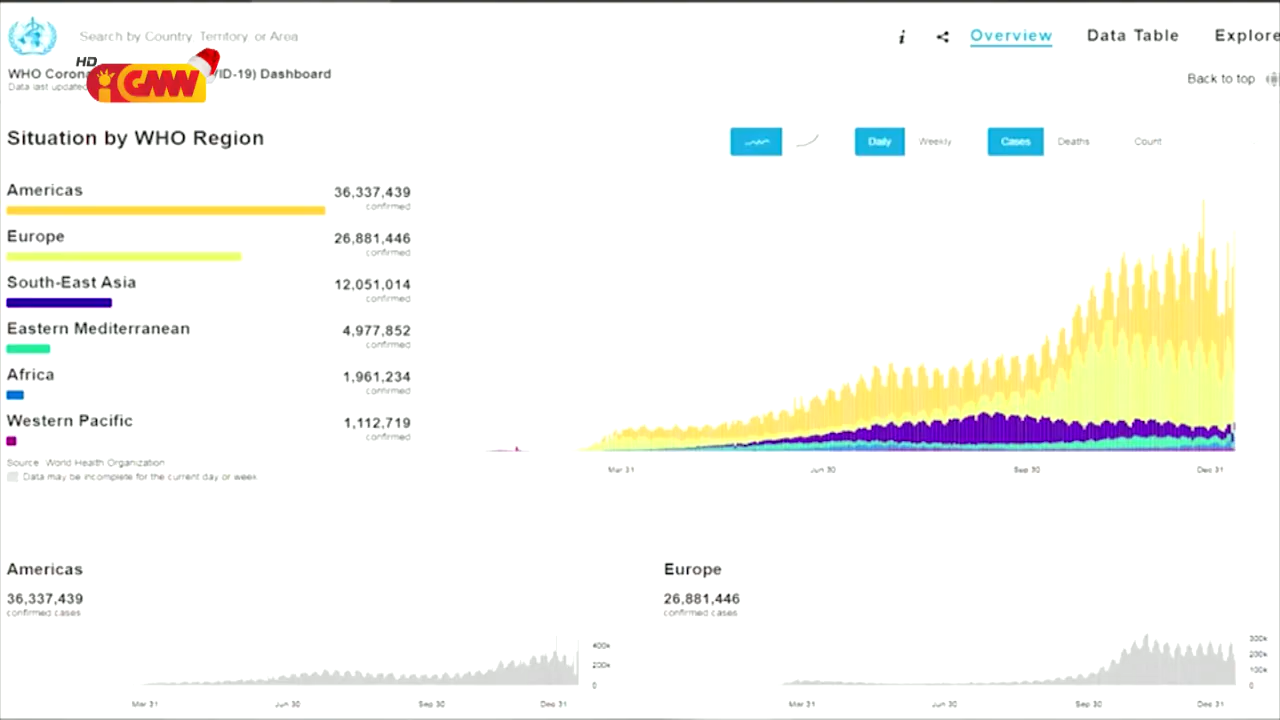 Search by Country, Territory, or Area
Overview
Data Table
Explore
HD
iGMW
WHO Corona
VID-19) Dashboard
Data last updated
Back to top
Situation by WHO Region
Daily
Weekly
Cases
Deaths
Count
Americas
36,337,439
confirmed
Europe
26,881,446
confirmed
South-East Asia
12,051,014
confirmed
Eastern Mediterranean
4,977,852
confirmed
Africa
1,961,234
confirmed
Western Pacific
1,112,719
confirmed
Source: World Health Organization
Data may be incomplete for the current day or week.
Mar 31
Jun 30
Sep 30
Dec 31
Americas
36,337,439
confirmed cases
400k
200k
0
Mar 31
Jun 30
Sep 30
Dec 31
Europe
26,881,446
confirmed cases
300k
200k
100k
0
Mar 31
Jun 30
Sep 30
Dec 31